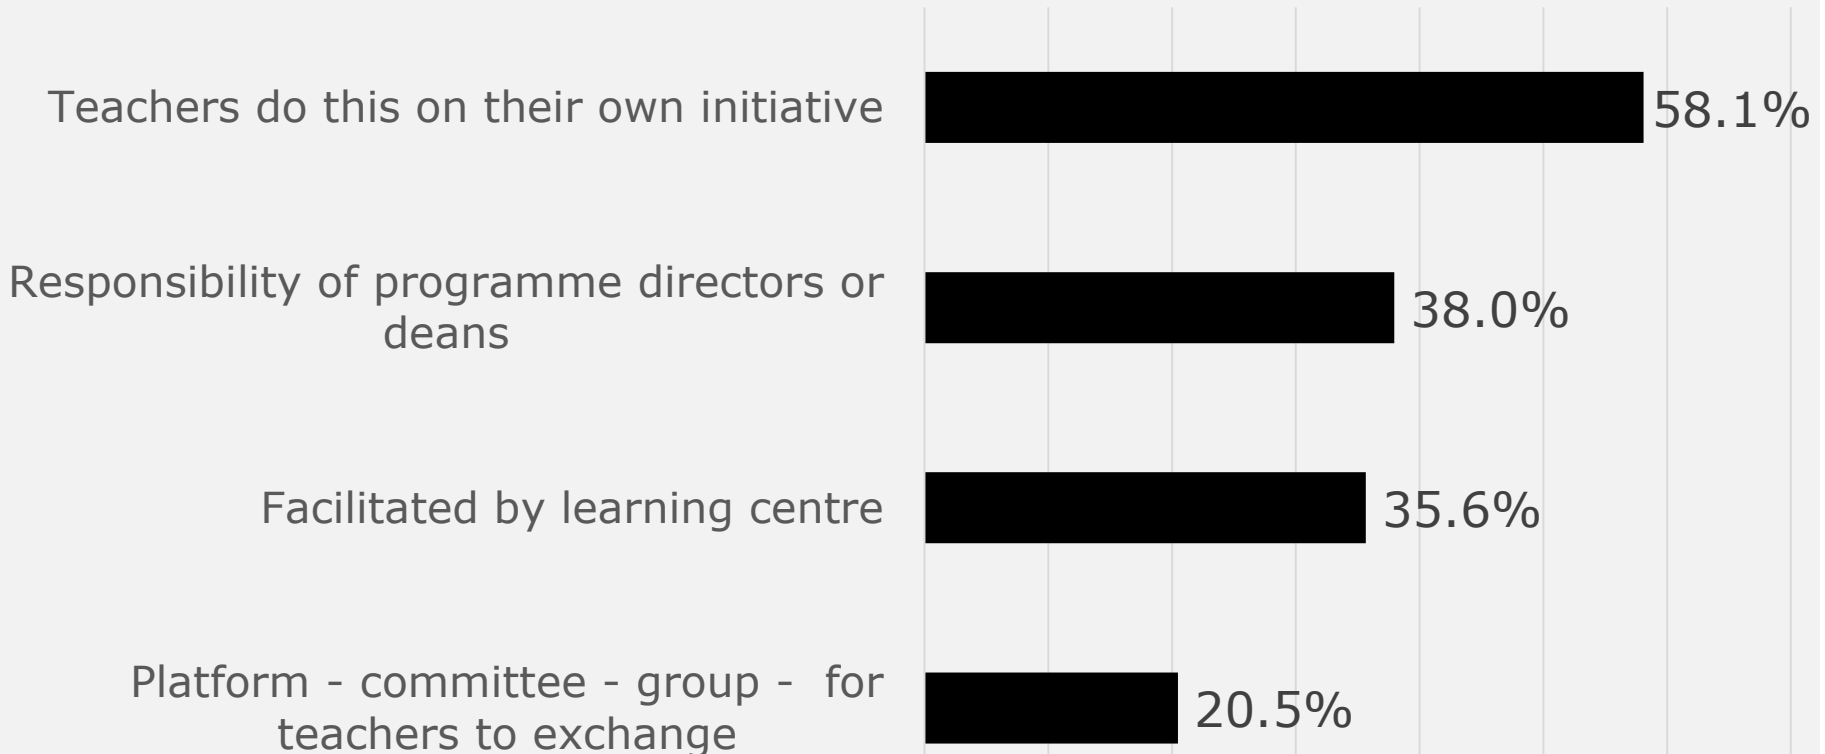 Teachers do this on their own initiative
58.1%
Responsibility of programme directors or
deans
38.0%
Facilitated by learning centre
35.6%
Platform - committee - group -  for
teachers to exchange
20.5%